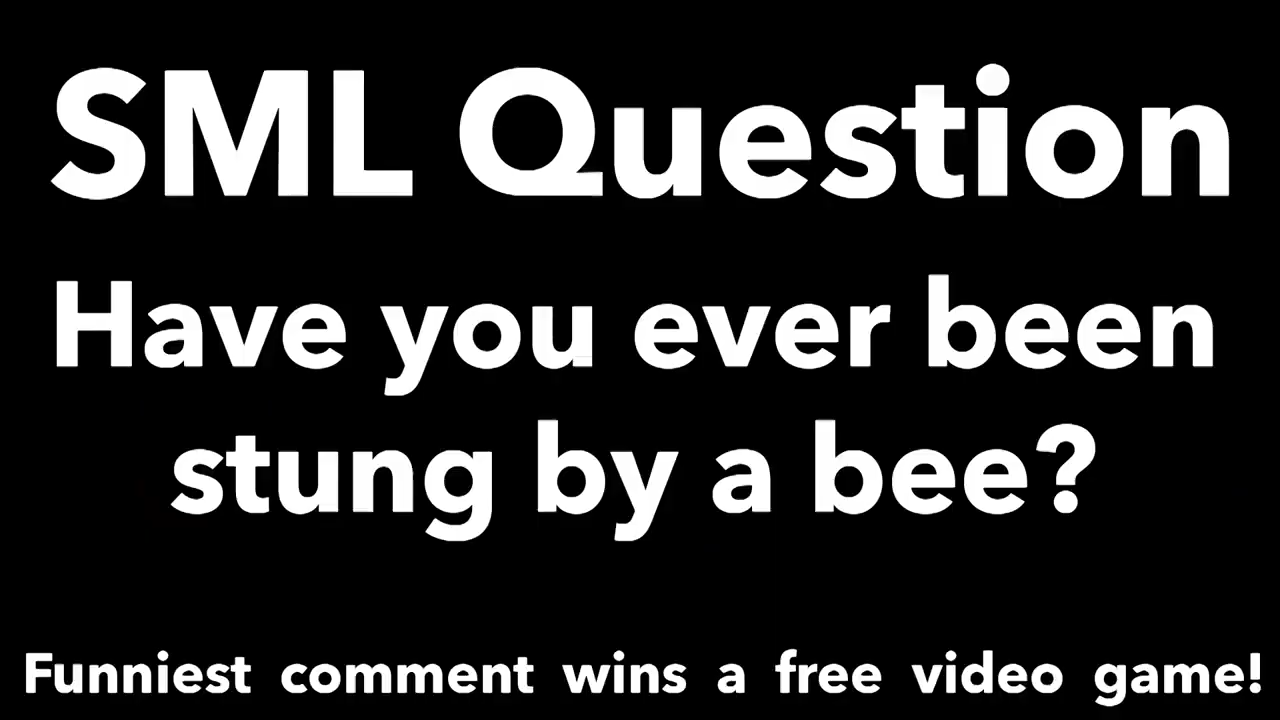 SML Question
Have you ever been
stung by a bee?
Funniest comment wins a free video game!